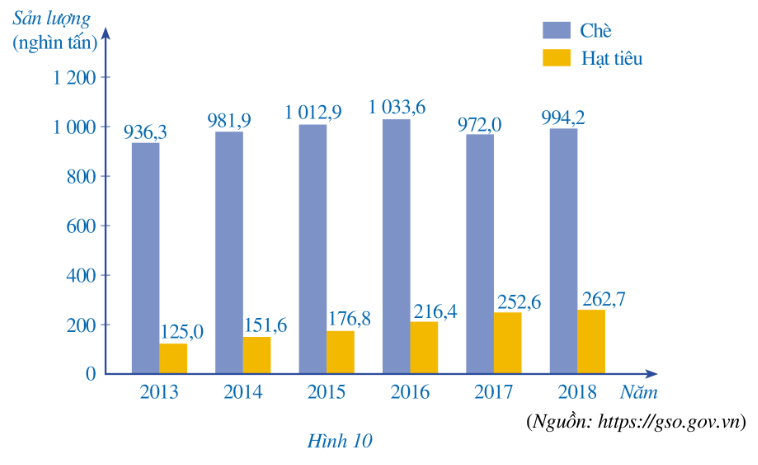 Sản lượng
(nghìn tấn)
Chè
Hạt tiêu
1 200
1 000
800
600
400
200
0
936,3
981,9
1 012,9
1 033,6
972,0
994,2
125,0
151,6
176,8
216,4
252,6
262,7
2013 2014 2015 2016 2017 2018 Năm
(Nguồn: https://gso.gov.vn)
Hình 10